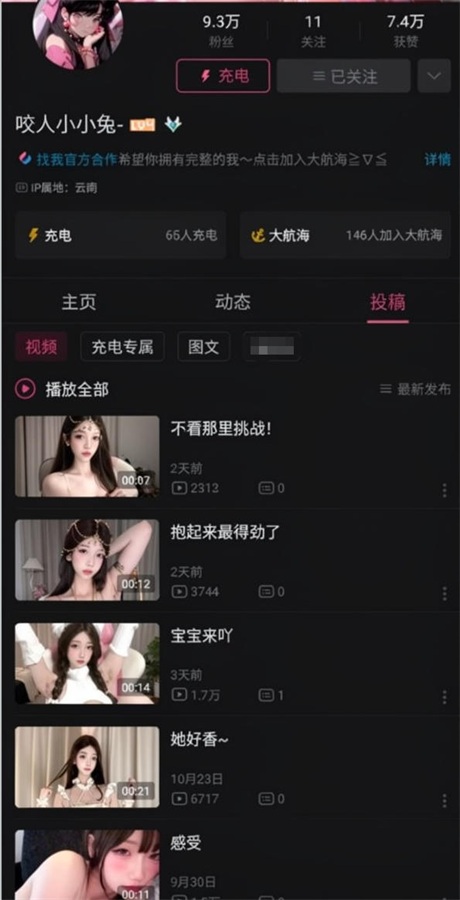 9.3万 11 7.4万
粉丝 关注 获赞
充电 已关注
咬人小小兔- LV4
找我官方合作希望你拥有完整的我～点击加入大航海≧∇≦ 详情
IP属地：云南
充电 65人充电 大航海 146人加入大航海
主页 动态 投稿
视频 充电专属 图文
播放全部 最新发布
不看那里挑战！
2天前
00:07 2312 0
抱起来最得劲了
2天前
00:12 3744 0
宝宝来吖
3天前
00:14 1.7万 1
她好香~
10月23日
00:21 6717 0
感受
9月30日
00:11